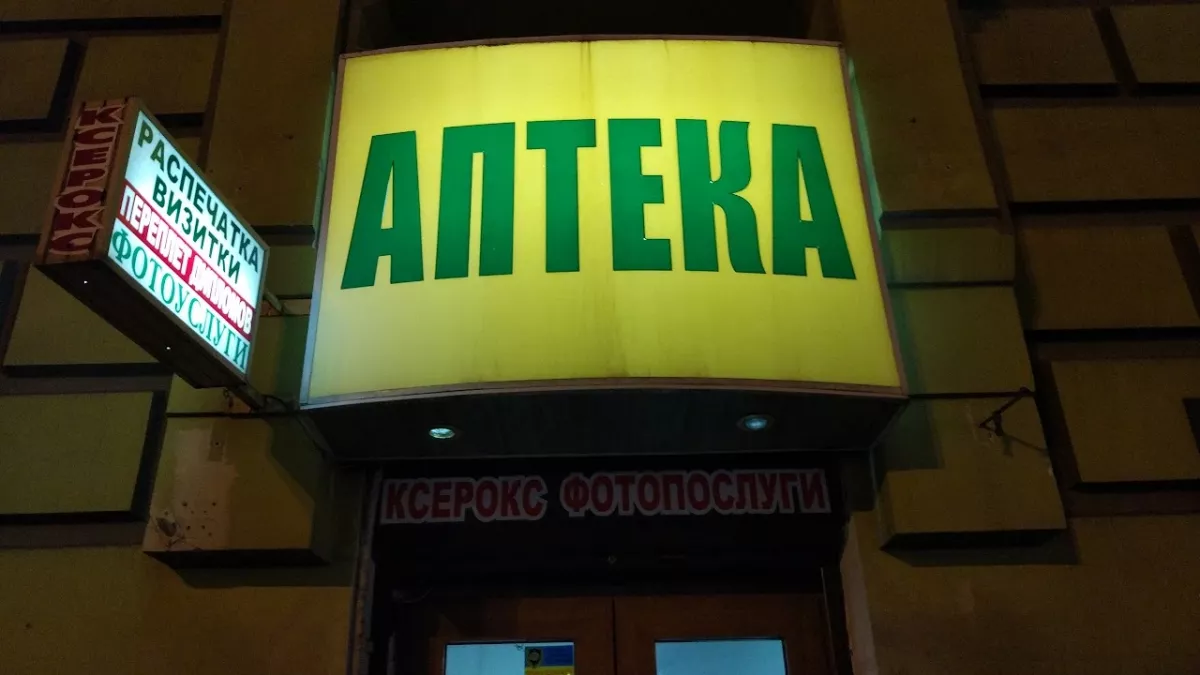 АПТЕКА
КСЕРОКС
РАСПЕЧАТКА
ВИЗИТКИ
ПЕРЕПЛЕТ ДИПЛОМОВ
ФОТОУСЛУГИ
КСЕРОКС ФОТОПОСЛУГИ